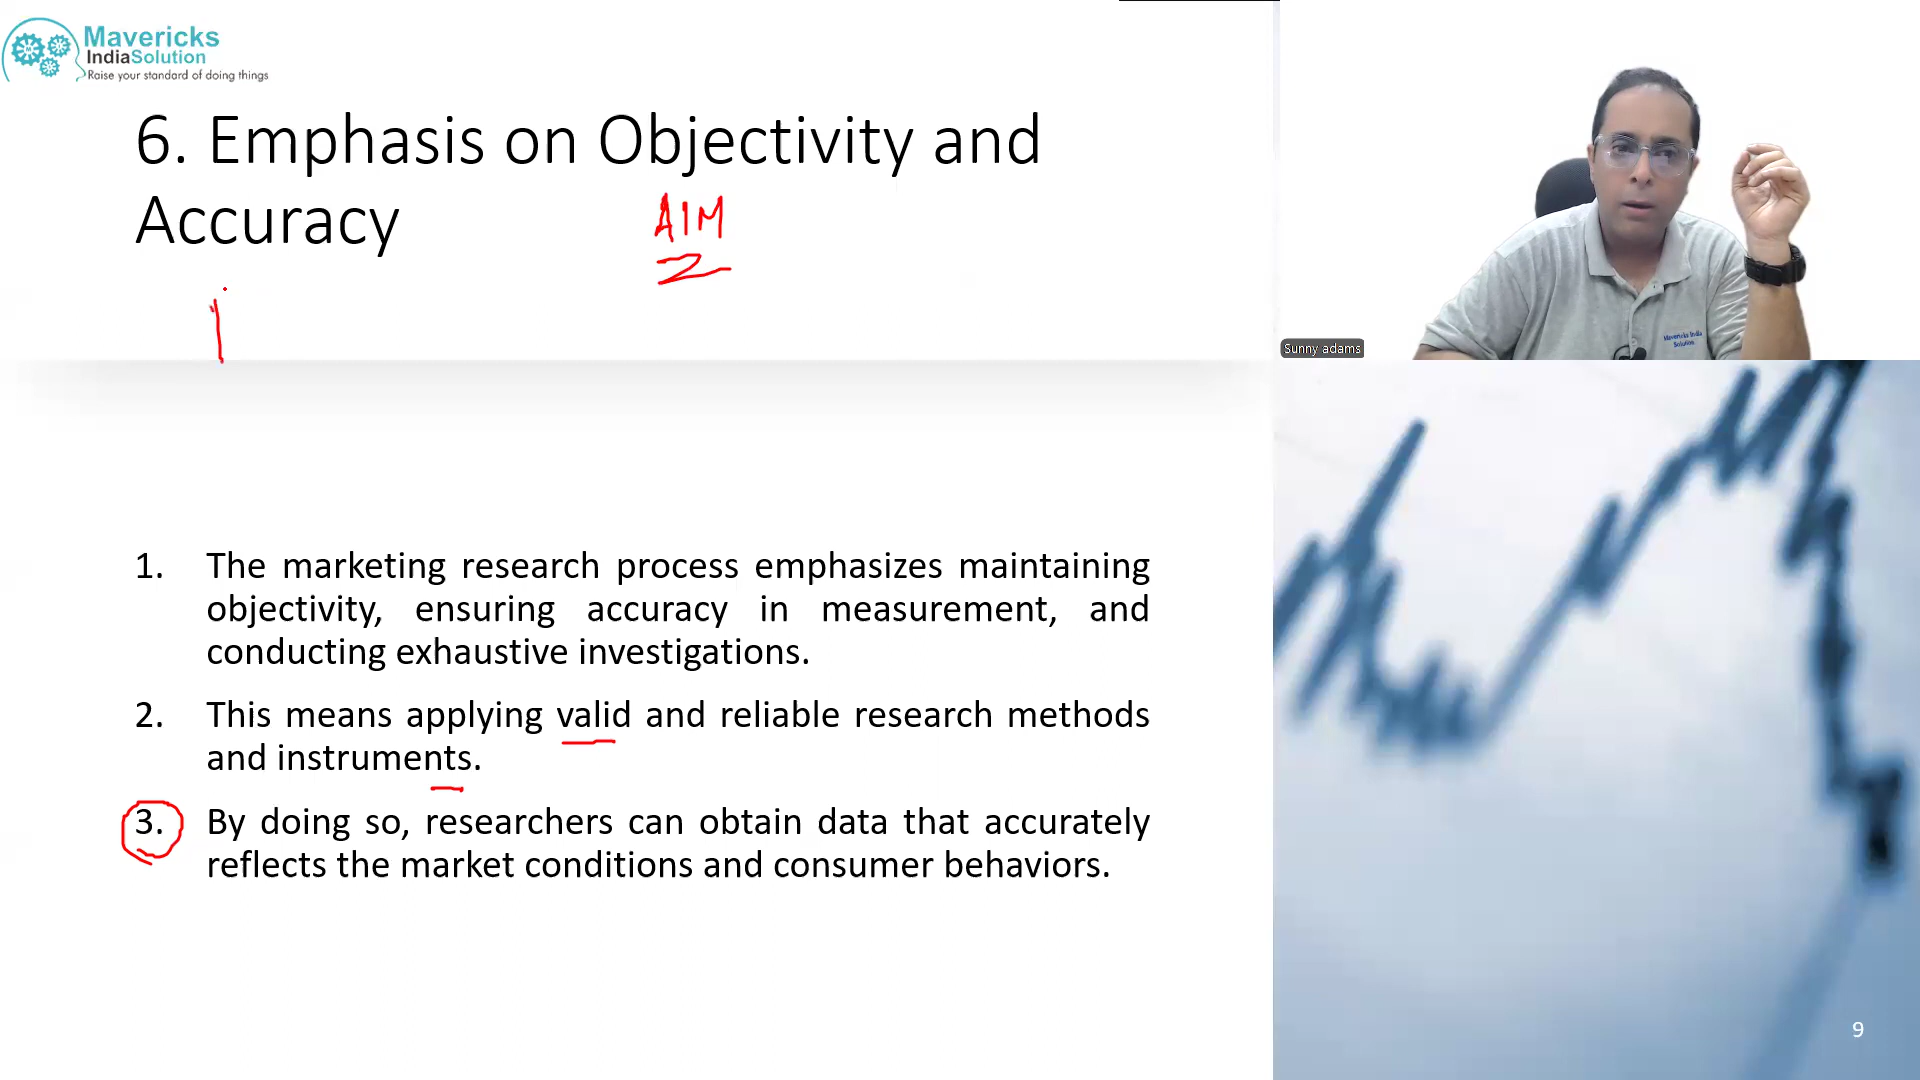 Mavericks
IndiaSolution
Raise your standard of doing things
6. Emphasis on Objectivity and
Accuracy
AIM
Mavericks India
Solution
Sunny adams
1. The marketing research process emphasizes maintaining
objectivity, ensuring accuracy in measurement, and
conducting exhaustive investigations.
2. This means applying valid and reliable research methods
and instruments.
3. By doing so, researchers can obtain data that accurately
reflects the market conditions and consumer behaviors.
9